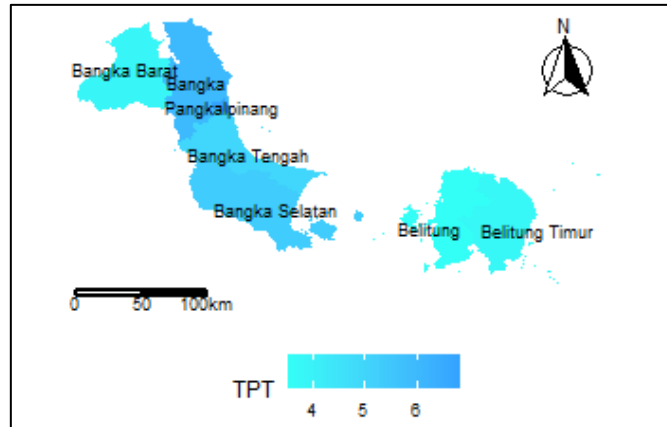 N
Bangka Barat
Bangka
Pangkalpinang
Bangka Tengah
Bangka Selatan
Belitung
Belitung Timur
0 50 100km
TPT
4 5 6